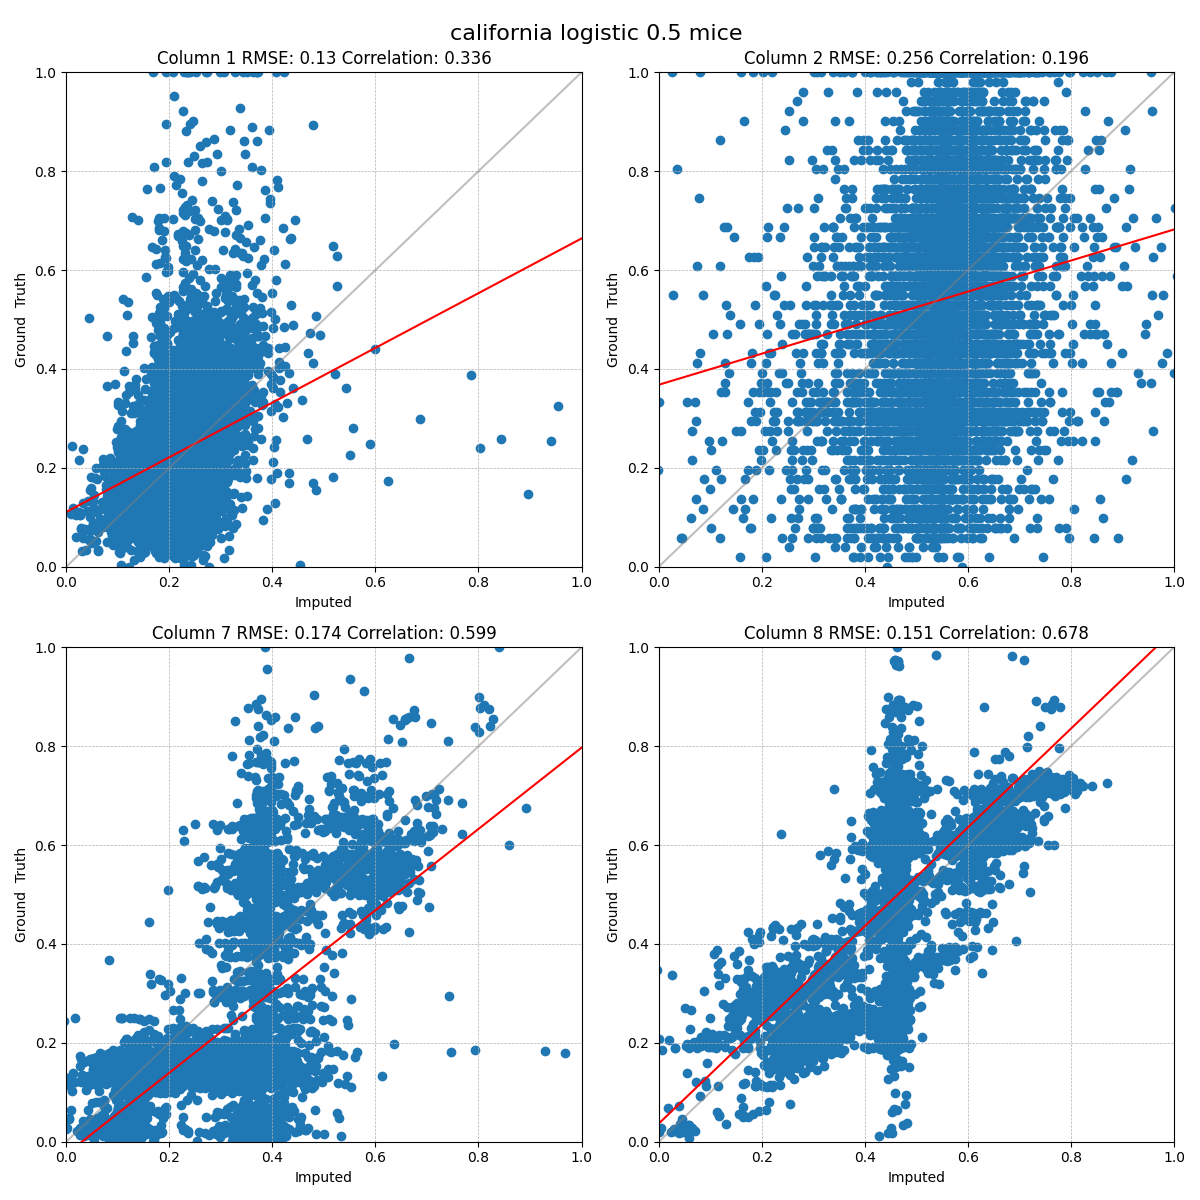 california logistic 0.5 mice
Column 1 RMSE: 0.13 Correlation: 0.336
1.0
0.8
0.6
0.4
0.2
0.0
Ground Truth
0.0 0.2 0.4 0.6 0.8 1.0
Imputed
Column 2 RMSE: 0.256 Correlation: 0.196
1.0
0.8
0.6
0.4
0.2
0.0
Ground Truth
0.0 0.2 0.4 0.6 0.8 1.0
Imputed
Column 7 RMSE: 0.174 Correlation: 0.599
1.0
0.8
0.6
0.4
0.2
0.0
Ground Truth
0.0 0.2 0.4 0.6 0.8 1.0
Imputed
Column 8 RMSE: 0.151 Correlation: 0.678
1.0
0.8
0.6
0.4
0.2
0.0
Ground Truth
0.0 0.2 0.4 0.6 0.8 1.0
Imputed